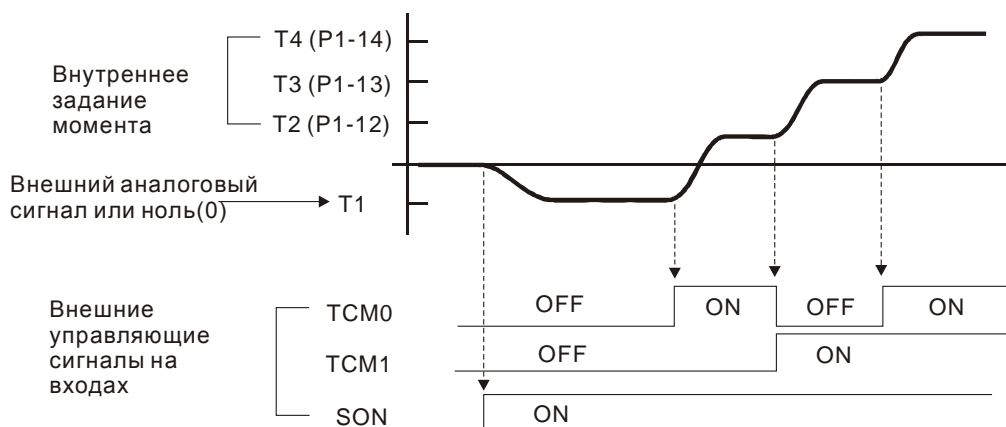 T4 (P1-14)
Внутреннее
задание
момента
T3 (P1-13)
T2 (P1-12)
Внешний аналоговый
сигнал или ноль(0)
T1
Внешние
управляющие
сигналы на
входах
TCM0
OFF
ON
OFF
ON
TCM1
OFF
ON
SON
ON